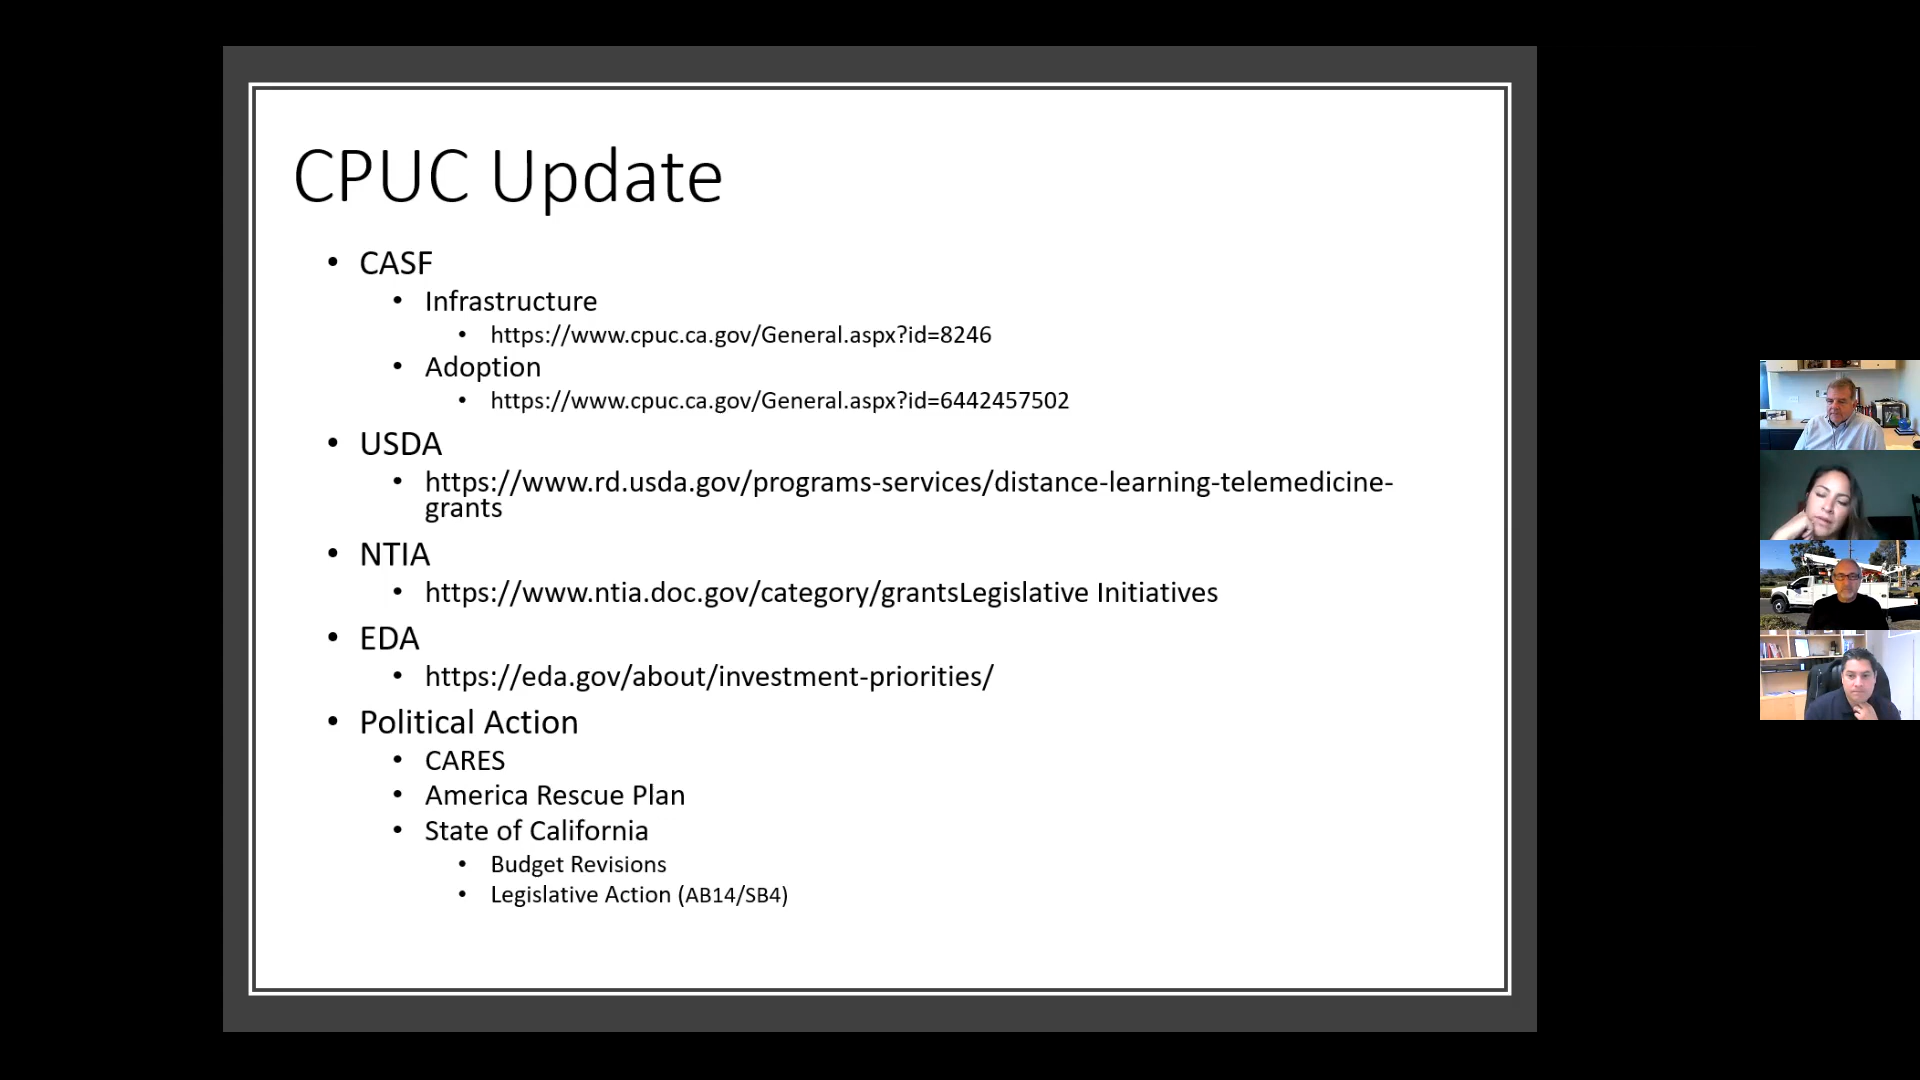 CPUC Update
• CASF
• Infrastructure
• https://www.cpuc.ca.gov/General.aspx?id=8246
• Adoption
• https://www.cpuc.ca.gov/General.aspx?id=6442457502
• USDA
• https://www.rd.usda.gov/programs-services/distance-learning-telemedicine-
grants
• NTIA
• https://www.ntia.doc.gov/category/grantsLegislative Initiatives
• EDA
• https://eda.gov/about/investment-priorities/
• Political Action
• CARES
• America Rescue Plan
• State of California
• Budget Revisions
• Legislative Action (AB14/SB4)